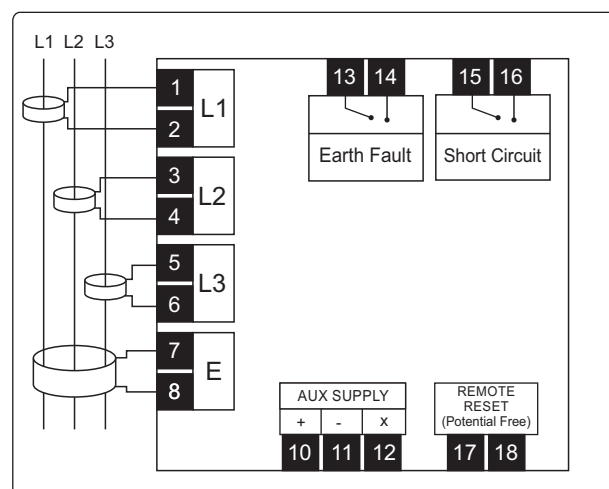 L1 L2 L3
13 14
15 16
1
L1
2
Earth Fault
Short Circuit
3
L2
4
5
L3
6
7
E
8
AUX SUPPLY
+ - x
10 11 12
REMOTE
RESET
(Potential Free)
17 18